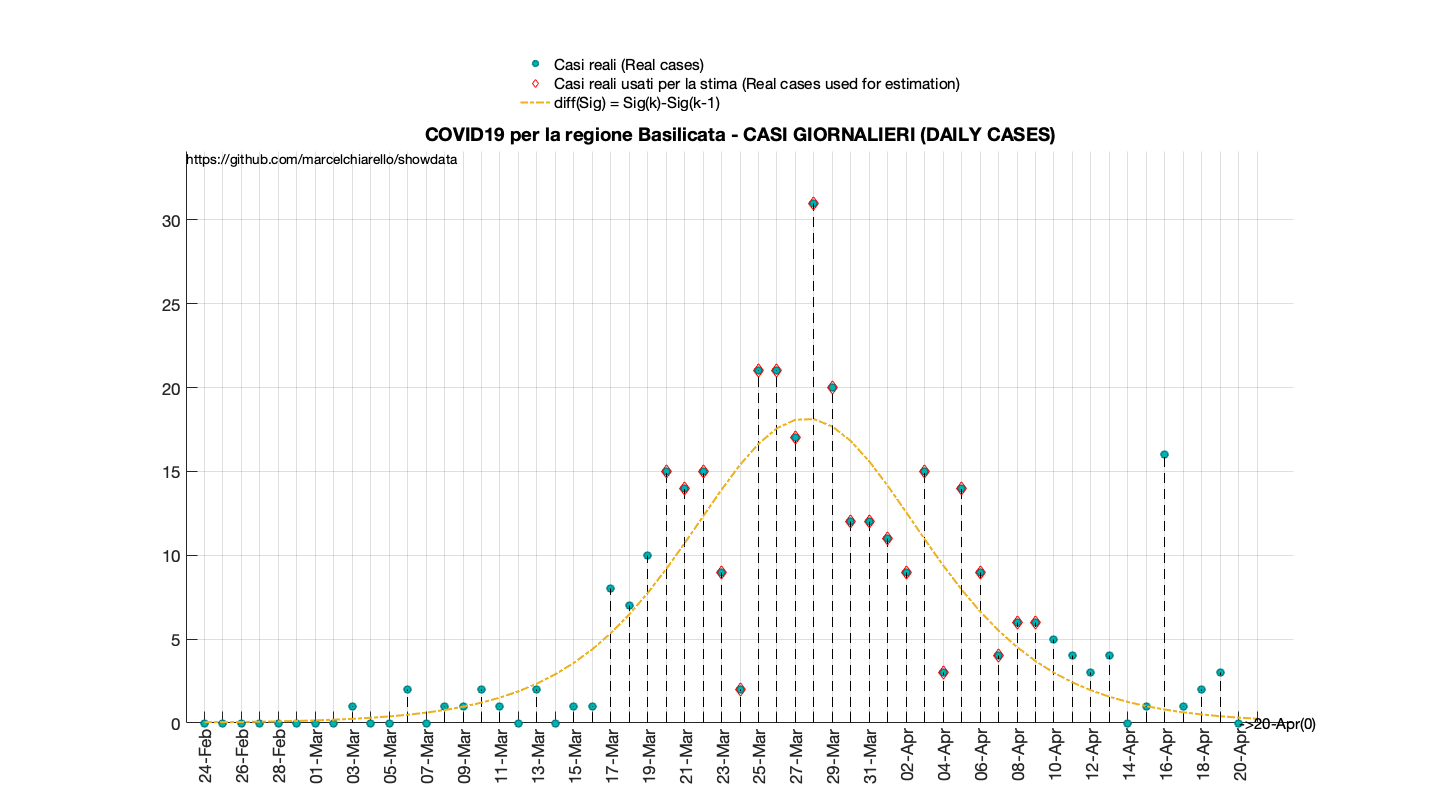 Casi reali (Real cases)
Casi reali usati per la stima (Real cases used for estimation)
diff(Sig) = Sig(k)-Sig(k-1)
COVID19 per la regione Basilicata - CASI GIORNALIERI (DAILY CASES)
https://github.com/marcelchiarello/showdata
30
25
20
15
10
5
0
-->20-Apr(0)
24-Feb
26-Feb
28-Feb
01-Mar
03-Mar
05-Mar
07-Mar
09-Mar
11-Mar
13-Mar
15-Mar
17-Mar
19-Mar
21-Mar
23-Mar
25-Mar
27-Mar
29-Mar
31-Mar
02-Apr
04-Apr
06-Apr
08-Apr
10-Apr
12-Apr
14-Apr
16-Apr
18-Apr
20-Apr